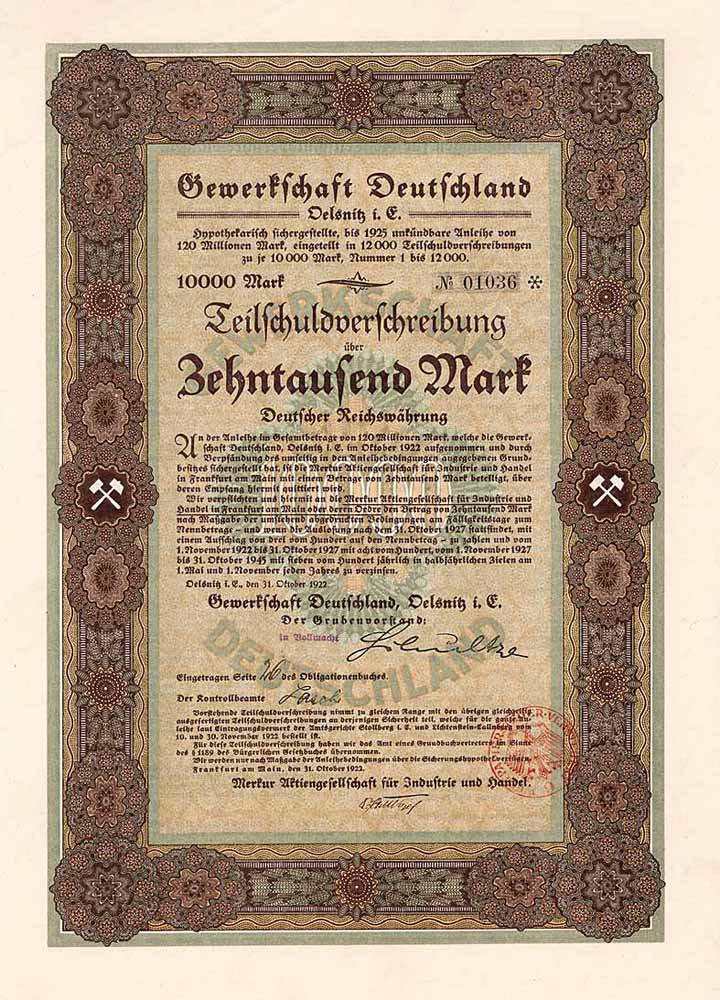 Gewerkschaft Deutschland
Oelsnitz i. E.
Hypothekarisch sichergestellte, bis 1925 unkündbare Anleihe von
120 Millionen Mark, eingeteilt in 12 000 Teilschuldverschreibungen
zu je 10 000 Mark, Nummer 1 bis 12 000.
10000 Mark № 01036 *
Teilschuldverschreibung
über
Zehntausend Mark
Deutscher Reichswährung
An der Anleihe im Gesamtbetrage von 120 Millionen Mark, welche die Gewerk-
schaft Deutschland, Oelsnitz i. E. im Oktober 1922 aufgenommen und durch
Verpfändung des umseitig in den Anleihebedingungen angegebenen Grund-
besitzes sichergestellt hat, ist die Merkur Aktiengesellschaft für Industrie und Handel
in Frankfurt am Main mit einem Betrag von Zehntausend Mark beteiligt, über
deren Empfang hiermit quittiert wird.
Wir verpflichten uns hiermit an die Merkur Aktiengesellschaft für Industrie und
Handel in Frankfurt am Main oder deren Order den Betrag von Zehntausend Mark
nach Maßgabe der umstehend abgedruckten Bedingungen am Fälligkeitstage zum
Nennbetrage – und wenn die Auslosung nach dem 31. Oktober 1927 stattfindet, mit
einem Aufschlag von drei vom Hundert auf den Nennbetrag – zu zahlen und vom
1. November 1922 bis 31. Oktober 1927 mit acht vom Hundert, vom 1. November 1927
bis 31. Oktober 1945 mit sieben vom Hundert jährlich in halbjährlichen Zielen am
1. Mai und 1. November jeden Jahres zu verzinsen.
Oelsnitz i. E., den 31. Oktober 1922.
Gewerkschaft Deutschland, Oelsnitz i. E.
Der Grubenvorstand:
in Vollmacht
Eingetragen Seite 26 des Obligationenbuches.
Der Kontrollbeamte
Vorstehende Teilschuldverschreibung nimmt zu gleichem Range mit den übrigen gleichzeitig
ausgefertigten Teilschuldverschreibungen an derjenigen Sicherheit teil, welche für die ganze An-
leihe laut Eintragungsvermerk der Amtsgerichte Stollberg i. E. und Lichtenstein-Callnberg vom
10. und 30. November 1922 bestellt ist.
Für diese Teilschuldverschreibung haben wir das Amt eines Grundbuchvertreters im Sinne
des § 1189 des Bürgerlichen Gesetzbuches übernommen.
Wir werden nur nach Maßgabe der Anleihebedingungen über die Sicherungshypothek verfügen.
Frankfurt am Main, den 31. Oktober 1922.
Merkur Aktiengesellschaft für Industrie und Handel.
GEWERKSCHAFT
DEUTSCHLAND